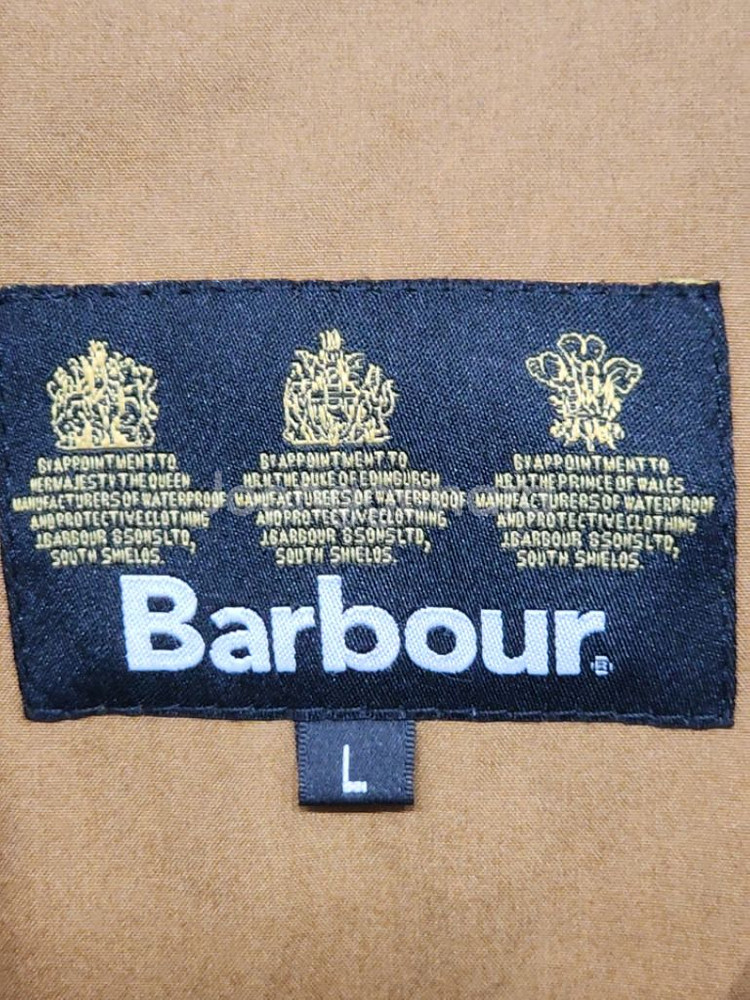 BY APPOINTMENT TO
HER MAJESTY THE QUEEN
MANUFACTURERS OF WATERPROOF
AND PROTECTIVE CLOTHING
J.BARBOUR & SONS LTD,
SOUTH SHIELDS.
BY APPOINTMENT TO
H.R.H. THE DUKE OF EDINBURGH
MANUFACTURERS OF WATERPROOF
AND PROTECTIVE CLOTHING
J.BARBOUR & SONS LTD,
SOUTH SHIELDS.
BY APPOINTMENT TO
H.R.H. THE PRINCE OF WALES
MANUFACTURERS OF WATERPROOF
AND PROTECTIVE CLOTHING
J.BARBOUR & SONS LTD,
SOUTH SHIELDS.
Barbour.
L